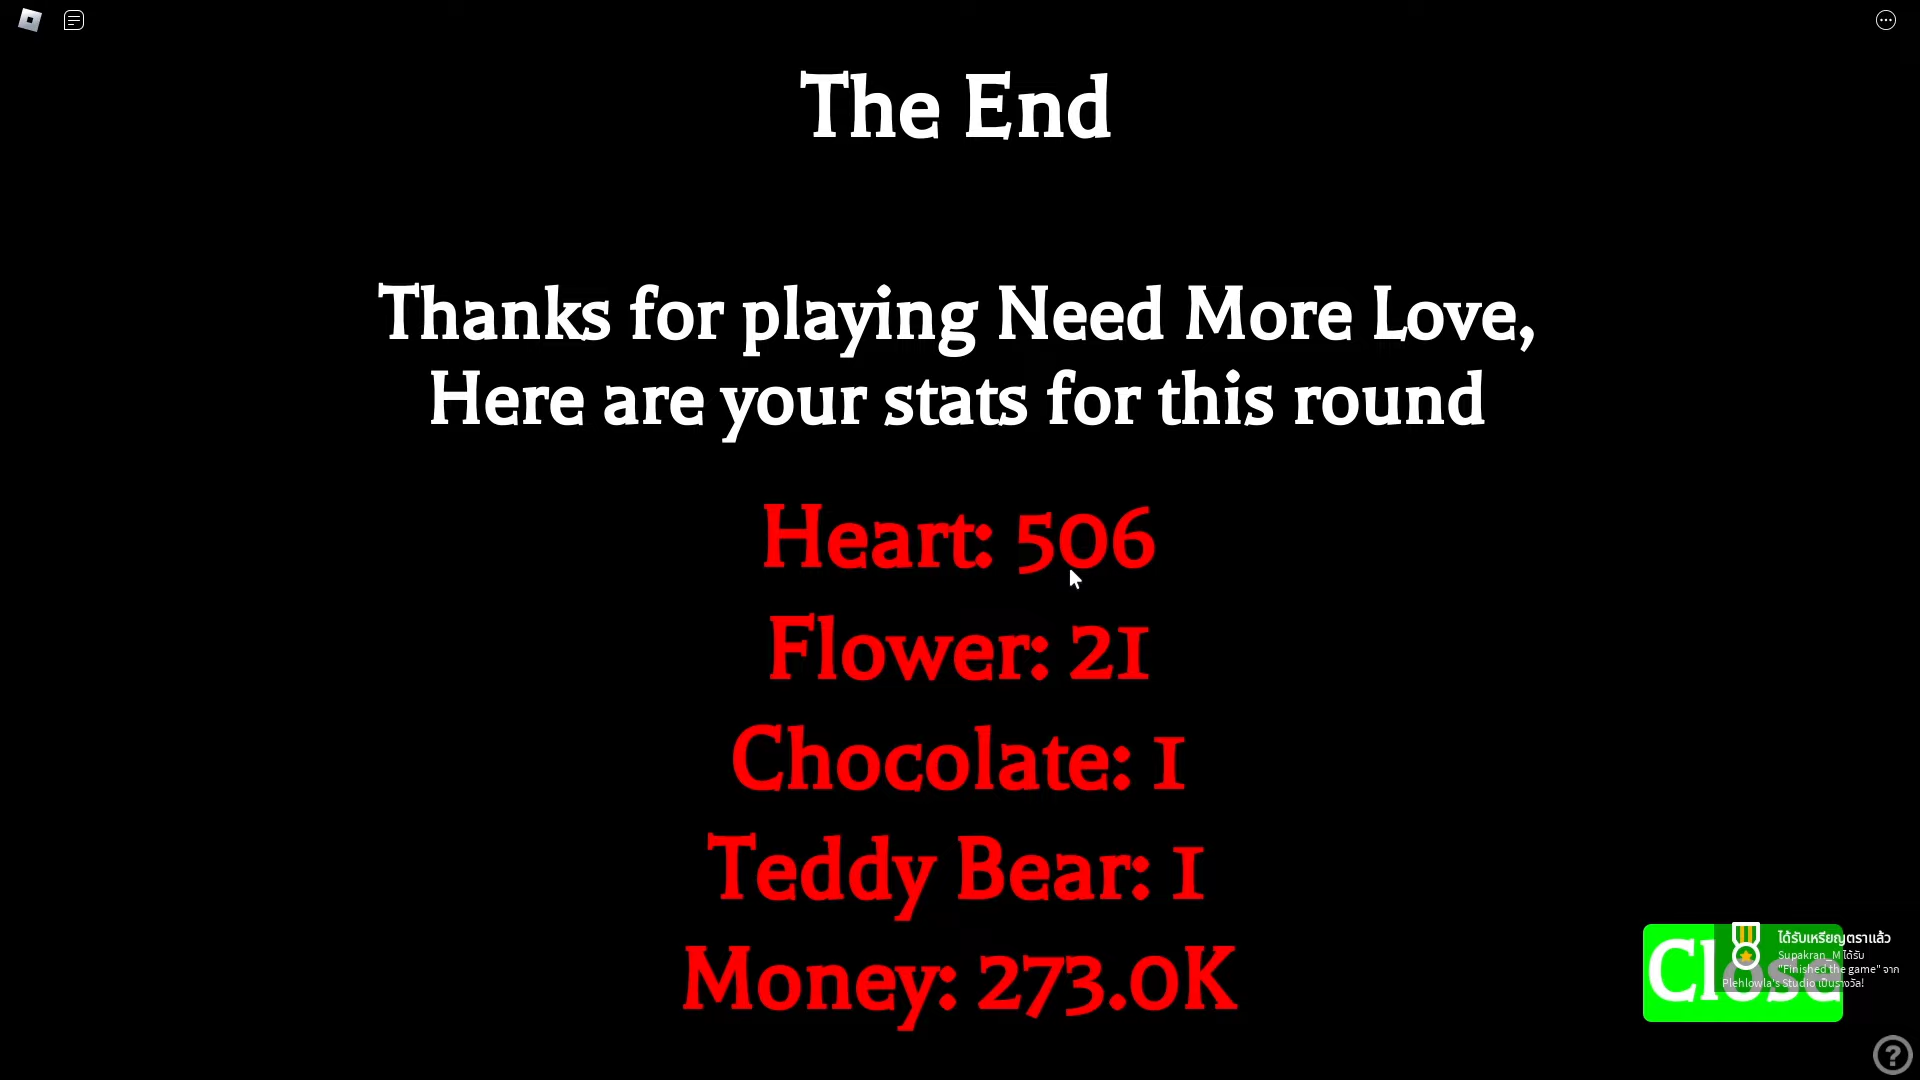 The End
Thanks for playing Need More Love,
Here are your stats for this round
Heart: 506
Flower: 21
Chocolate: 1
Teddy Bear: 1
Money: 273.0K
Close
ได้รับเหรียญตราแล้ว
Supakran_M ได้รับ
"Finished the game" จาก
Plehlowla's Studio เป็นรางวัล!